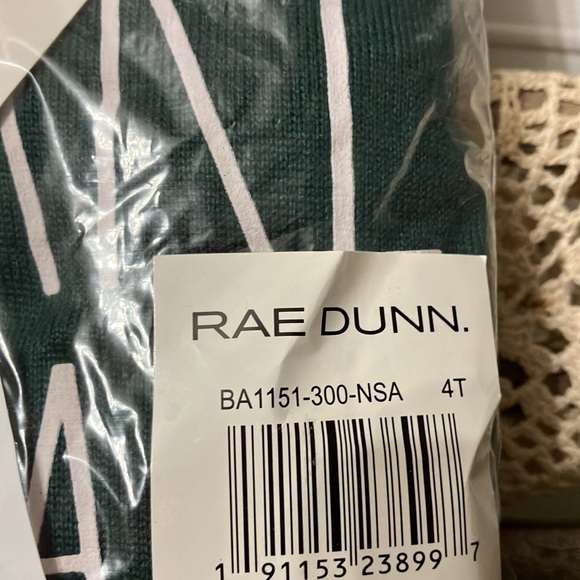 RAE DUNN.
BA1151-300-NSA 4T
1 91153 23899 7